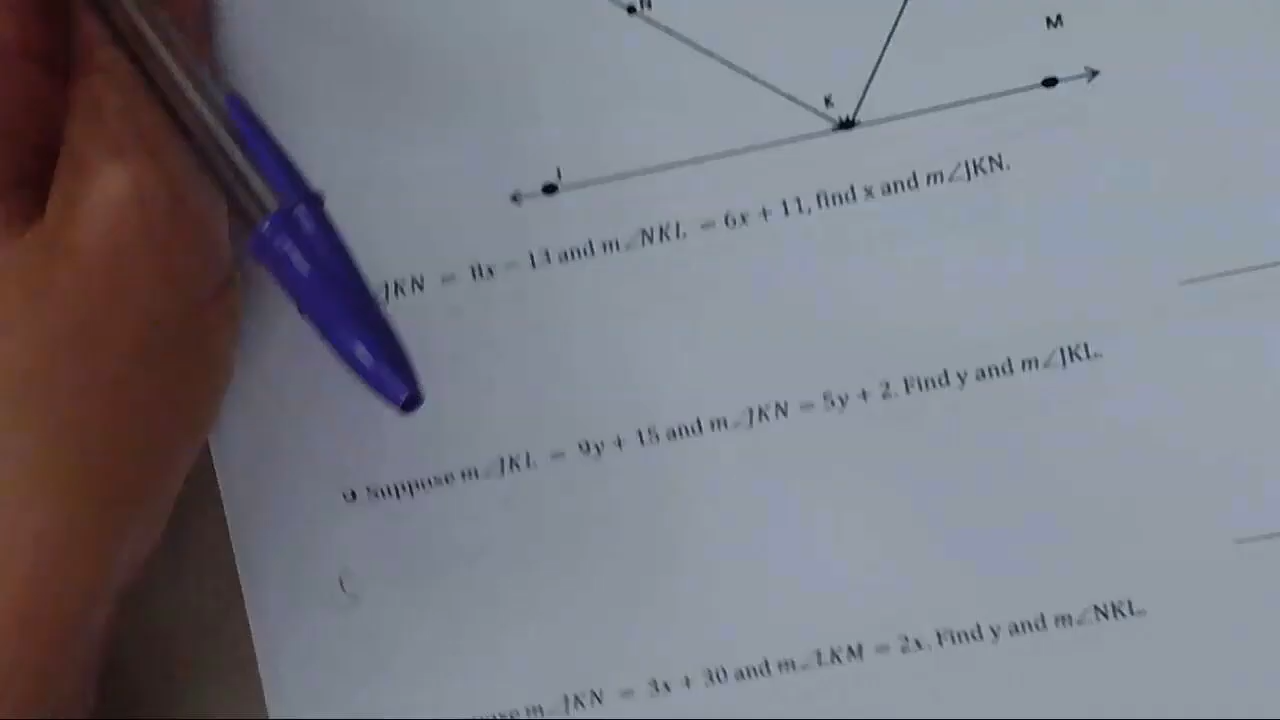 N
M
K
J
JKN = 8x − 13 and m∠NKL = 6x + 11, find x and m∠JKN.
Suppose m∠JKL = 9y + 15 and m∠JKN = 5y + 2. Find y and m∠JKL.
m∠JKN = 3x + 30 and m∠LKM = 2x. Find y and m∠NKL.